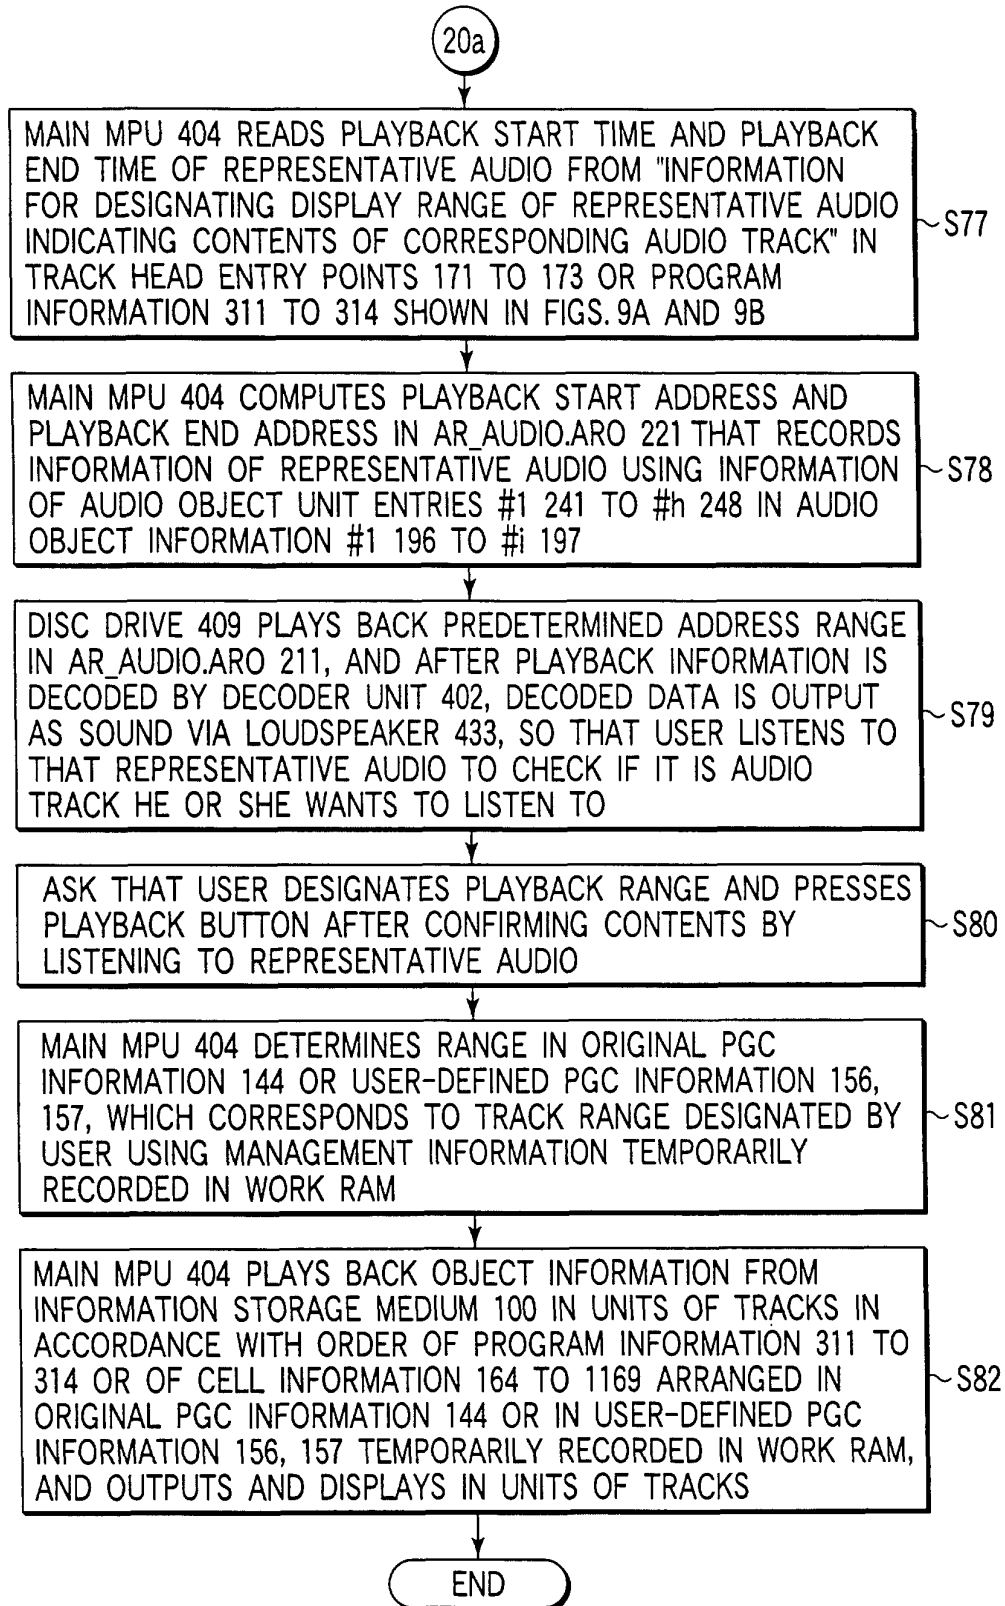 20a
MAIN MPU 404 READS PLAYBACK START TIME AND PLAYBACK
END TIME OF REPRESENTATIVE AUDIO FROM "INFORMATION
FOR DESIGNATING DISPLAY RANGE OF REPRESENTATIVE AUDIO
INDICATING CONTENTS OF CORRESPONDING AUDIO TRACK" IN
TRACK HEAD ENTRY POINTS 171 TO 173 OR PROGRAM
INFORMATION 311 TO 314 SHOWN IN FIGS. 9A AND 9B
S77
MAIN MPU 404 COMPUTES PLAYBACK START ADDRESS AND
PLAYBACK END ADDRESS IN AR_AUDIO.ARO 221 THAT RECORDS
INFORMATION OF REPRESENTATIVE AUDIO USING INFORMATION
OF AUDIO OBJECT UNIT ENTRIES #1 241 TO #h 248 IN AUDIO
OBJECT INFORMATION #1 196 TO #i 197
S78
DISC DRIVE 409 PLAYS BACK PREDETERMINED ADDRESS RANGE
IN AR_AUDIO.ARO 211, AND AFTER PLAYBACK INFORMATION IS
DECODED BY DECODER UNIT 402, DECODED DATA IS OUTPUT
AS SOUND VIA LOUDSPEAKER 433, SO THAT USER LISTENS TO
THAT REPRESENTATIVE AUDIO TO CHECK IF IT IS AUDIO
TRACK HE OR SHE WANTS TO LISTEN TO
S79
ASK THAT USER DESIGNATES PLAYBACK RANGE AND PRESSES
PLAYBACK BUTTON AFTER CONFIRMING CONTENTS BY
LISTENING TO REPRESENTATIVE AUDIO
S80
MAIN MPU 404 DETERMINES RANGE IN ORIGINAL PGC
INFORMATION 144 OR USER-DEFINED PGC INFORMATION 156,
157, WHICH CORRESPONDS TO TRACK RANGE DESIGNATED BY
USER USING MANAGEMENT INFORMATION TEMPORARILY
RECORDED IN WORK RAM
S81
MAIN MPU 404 PLAYS BACK OBJECT INFORMATION FROM
INFORMATION STORAGE MEDIUM 100 IN UNITS OF TRACKS IN
ACCORDANCE WITH ORDER OF PROGRAM INFORMATION 311 TO
314 OR OF CELL INFORMATION 164 TO 1169 ARRANGED IN
ORIGINAL PGC INFORMATION 144 OR IN USER-DEFINED PGC
INFORMATION 156, 157 TEMPORARILY RECORDED IN WORK RAM,
AND OUTPUTS AND DISPLAYS IN UNITS OF TRACKS
S82
END